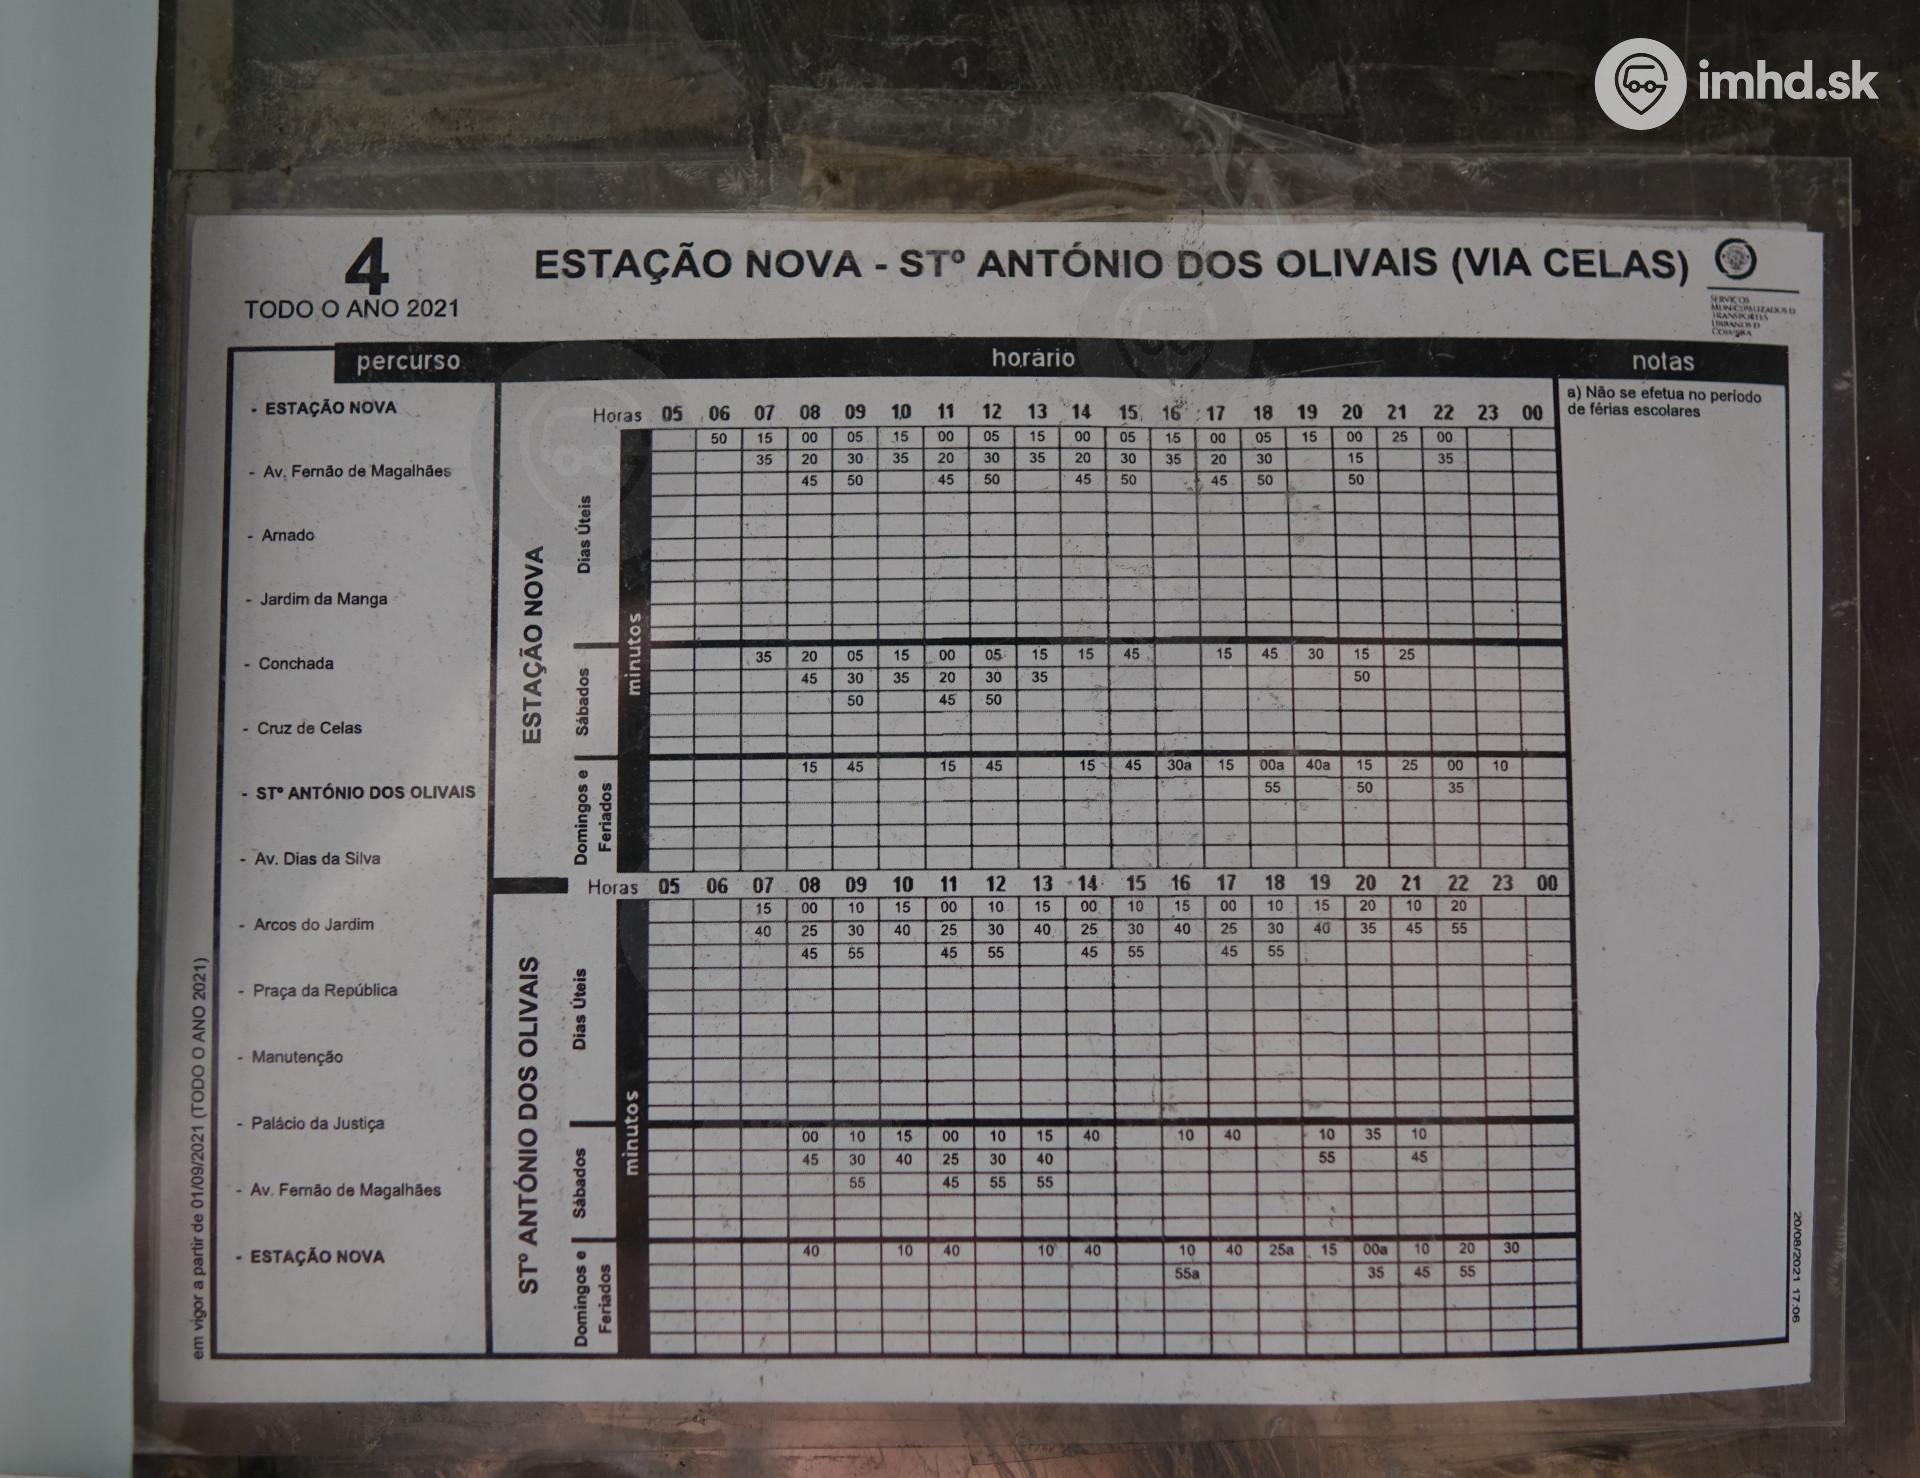 imhd.sk
4
TODO O ANO 2021
ESTAÇÃO NOVA - STº ANTÓNIO DOS OLIVAIS (VIA CELAS)
SERVIÇOS
MUNICIPALIZADOS D
TRANSPORTES
URBANOS D
COIMBRA
percurso
horário
notas
- ESTAÇÃO NOVA
- Av. Fernão de Magalhães
- Arnado
- Jardim da Manga
- Conchada
- Cruz de Celas
- STº ANTÓNIO DOS OLIVAIS
- Av. Dias da Silva
- Arcos do Jardim
- Praça da República
- Manutenção
- Palácio da Justiça
- Av. Fernão de Magalhães
- ESTAÇÃO NOVA
a) Não se efetua no período
de férias escolares
ESTAÇÃO NOVA
minutos
Horas 05 06 07 08 09 10 11 12 13 14 15 16 17 18 19 20 21 22 23 00
Dias Úteis
50 15 00 05 15 00 05 15 00 05 15 00 05 15 00 25 00
35 20 30 35 20 30 35 20 30 35 20 30 15 35
45 50 45 50 45 50 45 50 50
Sábados
35 20 05 15 00 05 15 15 45 15 45 30 15 25
45 30 35 20 30 35 50
50 45 50
Domingos e
Feriados
15 45 15 45 15 45 30a 15 00a 40a 15 25 00 10
55 50 35
STº ANTÓNIO DOS OLIVAIS
minutos
Horas 05 06 07 08 09 10 11 12 13 14 15 16 17 18 19 20 21 22 23 00
Dias Úteis
15 00 10 15 00 10 15 00 10 15 00 10 15 20 10 20
40 25 30 40 25 30 40 25 30 40 25 30 40 35 45 55
45 55 45 55 45 55 45 55
Sábados
00 10 15 00 10 15 40 10 40 10 35 10
45 30 40 25 30 40 55 45
55 45 55 55
Domingos e
Feriados
40 10 40 10 40 10 40 25a 15 00a 10 20 30
55a 35 45 55
em vigor a partir de 01/09/2021 (TODO O ANO 2021)
20/08/2021 17:06